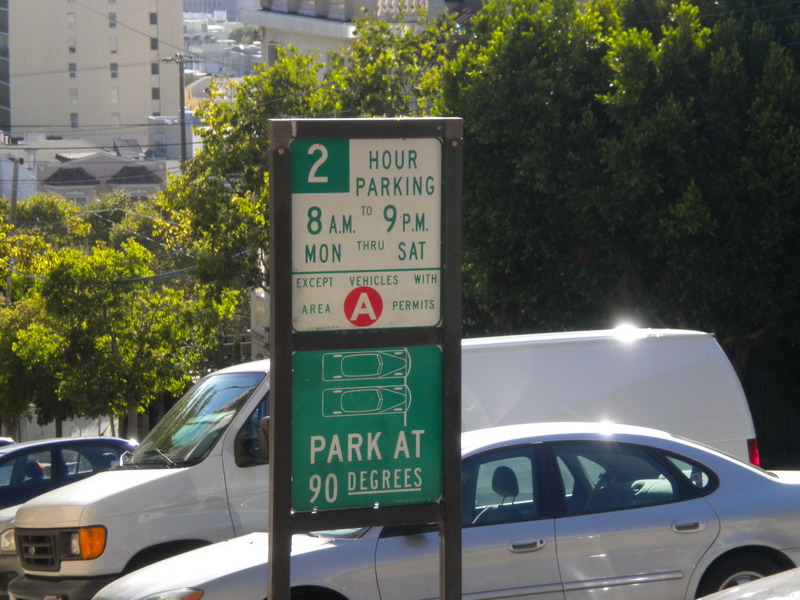 2 HOUR
PARKING
8 A.M. TO 9 P.M.
MON THRU SAT
EXCEPT VEHICLES WITH
AREA A PERMITS
PARK AT
90 DEGREES